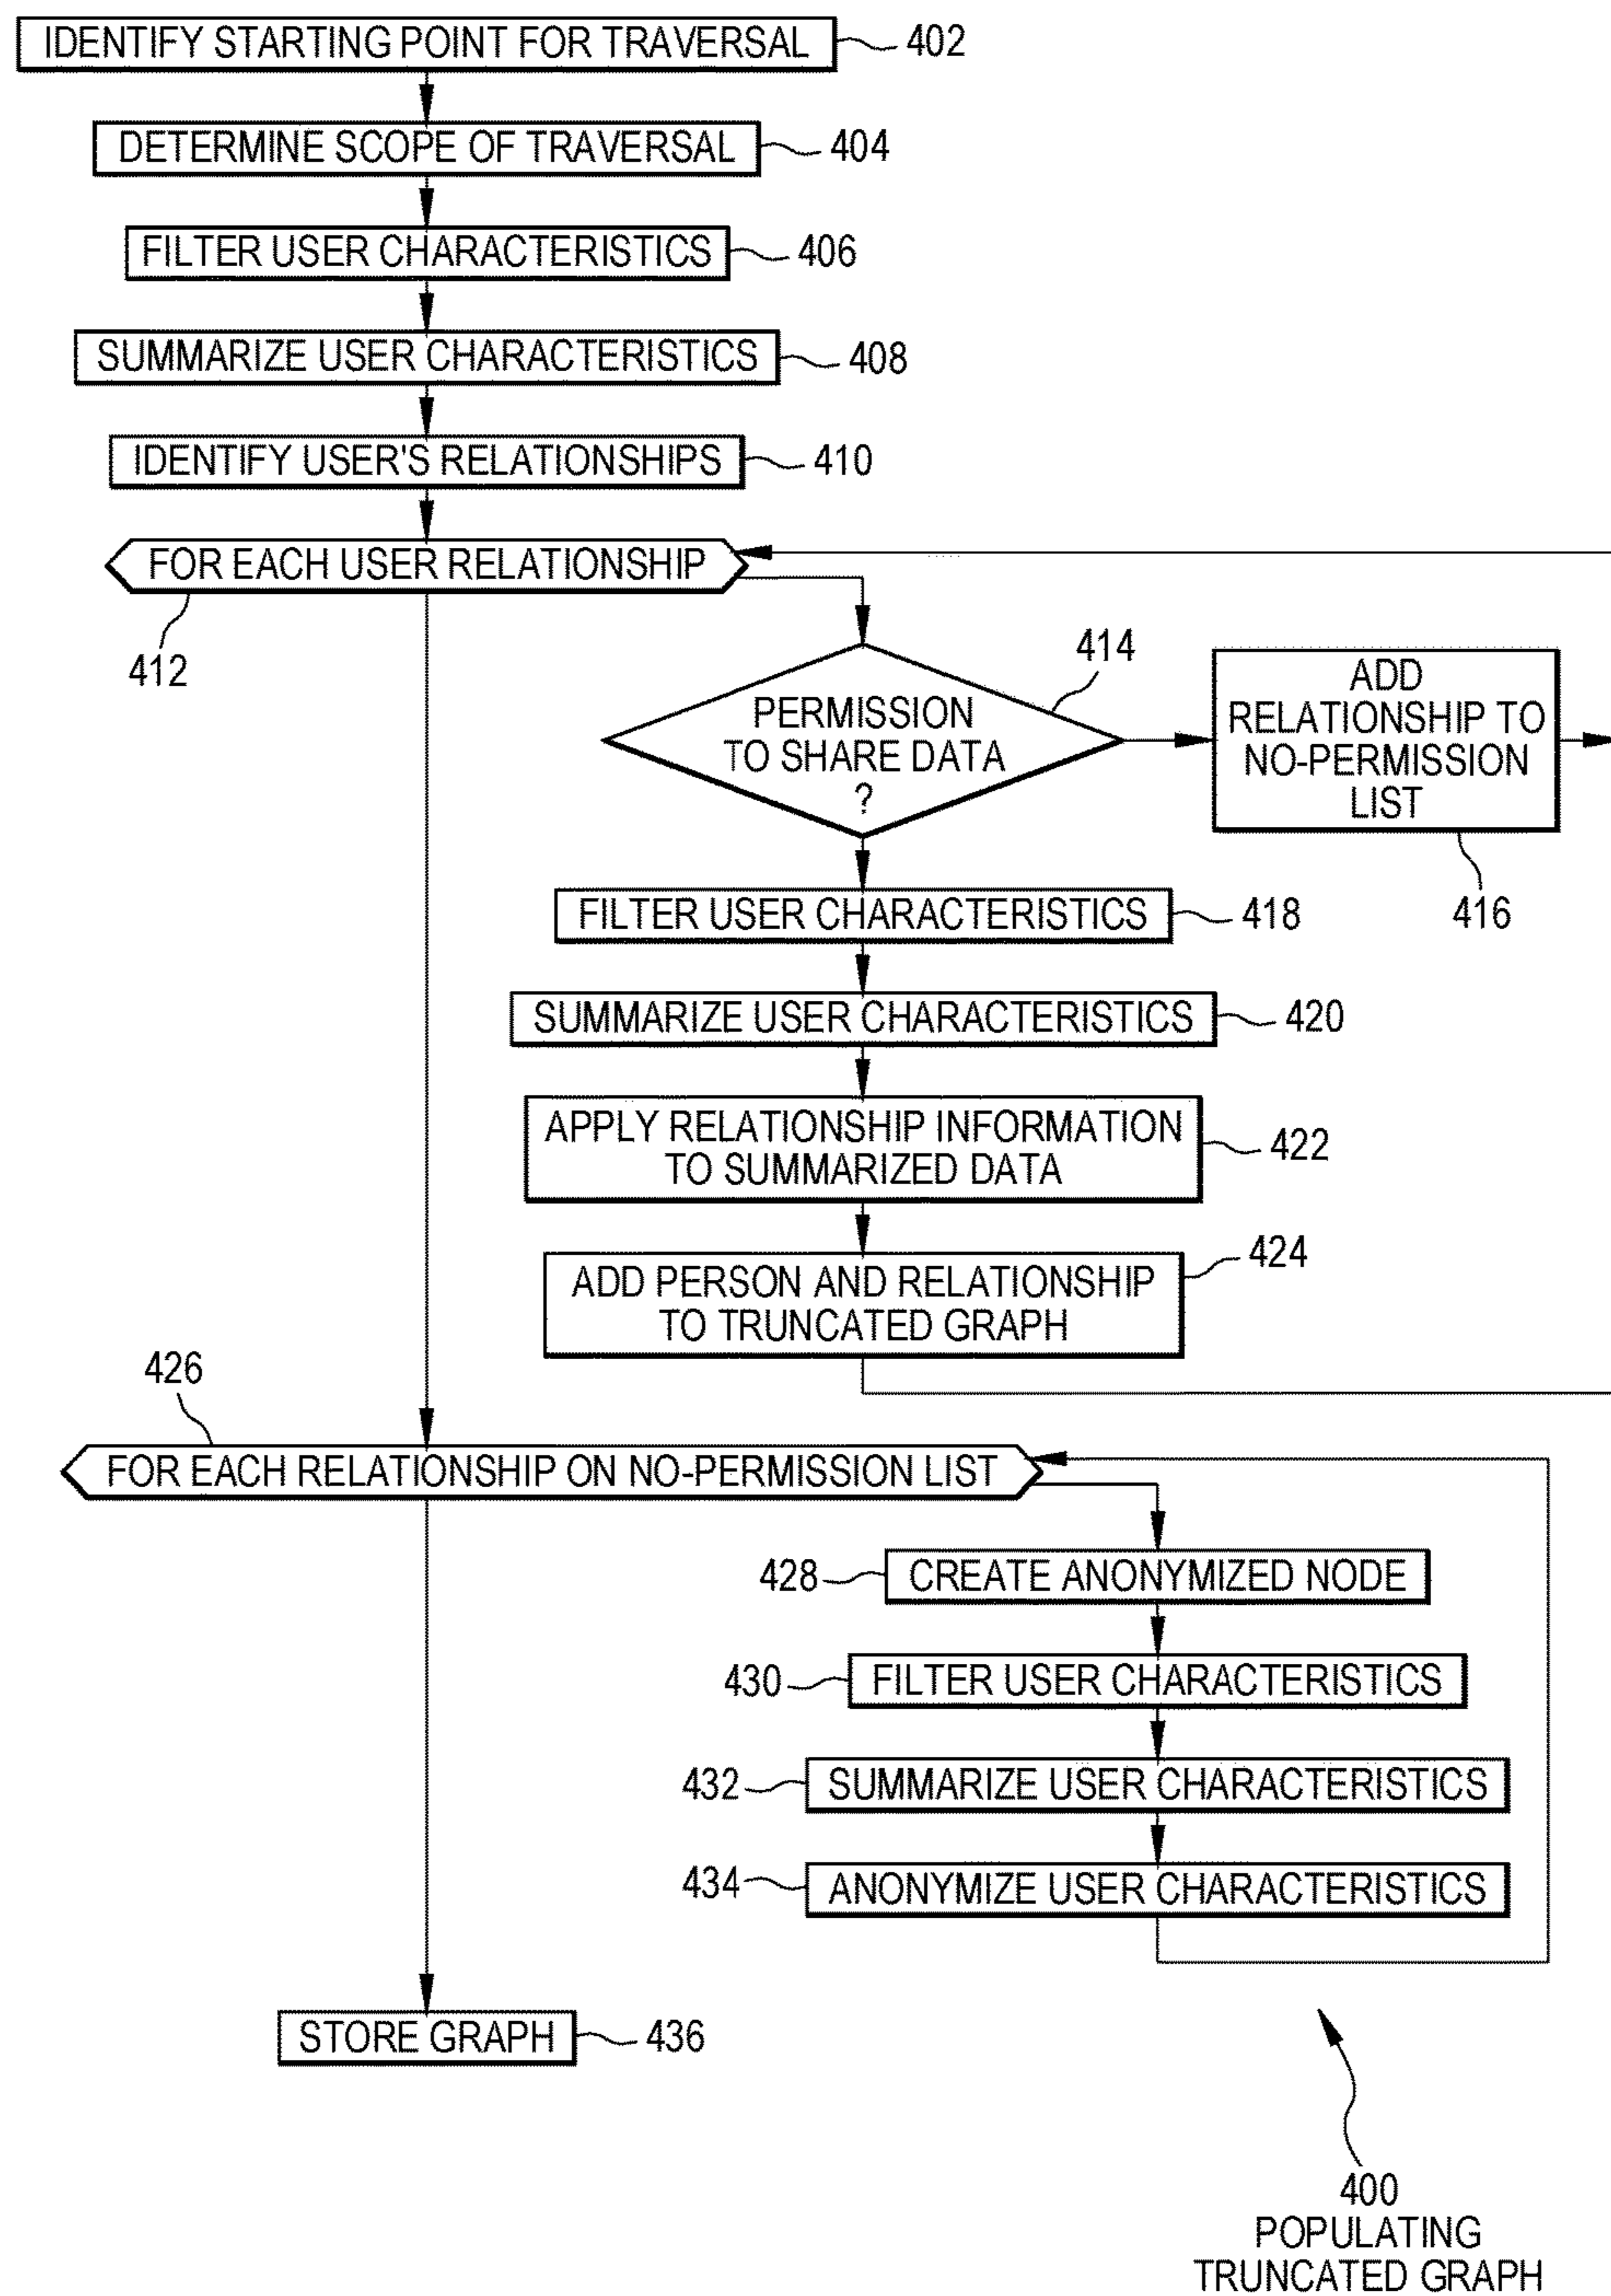 IDENTIFY STARTING POINT FOR TRAVERSAL
402
DETERMINE SCOPE OF TRAVERSAL
404
FILTER USER CHARACTERISTICS
406
SUMMARIZE USER CHARACTERISTICS
408
IDENTIFY USER'S RELATIONSHIPS
410
FOR EACH USER RELATIONSHIP
412
PERMISSION
TO SHARE DATA
?
414
ADD
RELATIONSHIP TO
NO-PERMISSION
LIST
416
FILTER USER CHARACTERISTICS
418
SUMMARIZE USER CHARACTERISTICS
420
APPLY RELATIONSHIP INFORMATION
TO SUMMARIZED DATA
422
ADD PERSON AND RELATIONSHIP
TO TRUNCATED GRAPH
424
426
FOR EACH RELATIONSHIP ON NO-PERMISSION LIST
428
CREATE ANONYMIZED NODE
430
FILTER USER CHARACTERISTICS
432
SUMMARIZE USER CHARACTERISTICS
434
ANONYMIZE USER CHARACTERISTICS
STORE GRAPH
436
400
POPULATING
TRUNCATED GRAPH